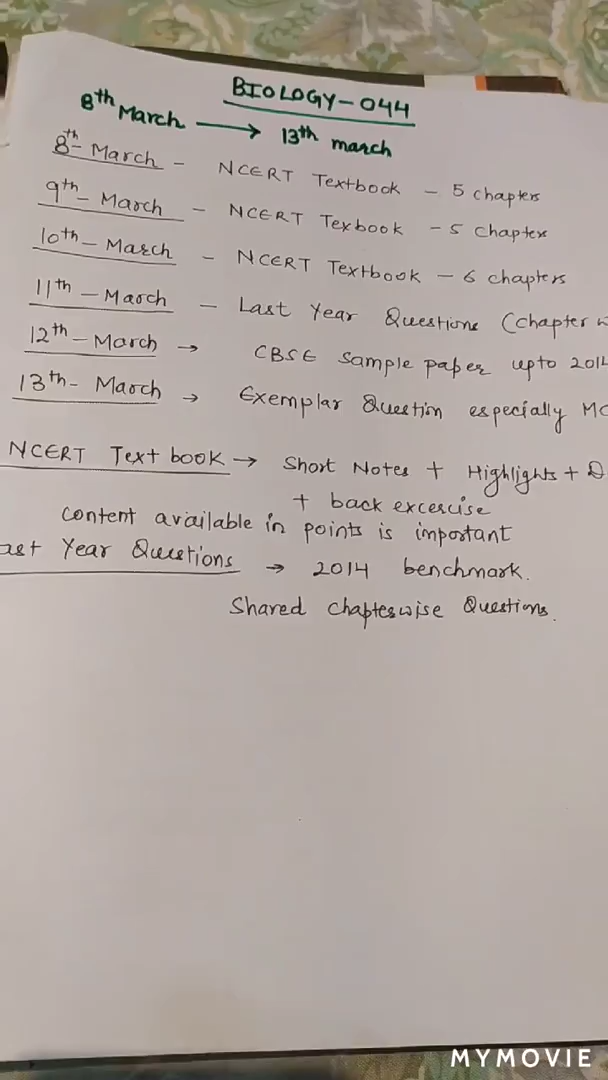 BIOLOGY-044
8th March → 13th march
8th March - NCERT Textbook - 5 chapters
9th - March - NCERT Texbook - 5 Chapters
10th - March - NCERT Textbook - 6 chapters
11th - March - Last Year Questions (chapter w
12th - March → CBSE sample paper upto 2014
13th - March → Exemplar Question especially MC
NCERT Text book → Short Notes + Highlights + D
+ back excercise
content available in points is important
ast Year Questions → 2014 benchmark.
Shared chapterwise Questions.
MYMOVIE